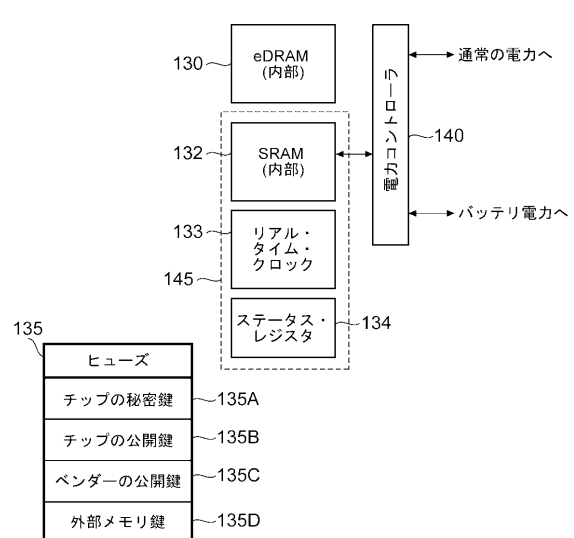 130
eDRAM
(内部)
132
SRAM
(内部)
133
リアル・
タイム・
クロック
145
ステータス・
レジスタ
134
電力コントローラ
140
通常の電力へ
バッテリ電力へ
135
ヒューズ
チップの秘密鍵
135A
チップの公開鍵
135B
ベンダーの公開鍵
135C
外部メモリ鍵
135D